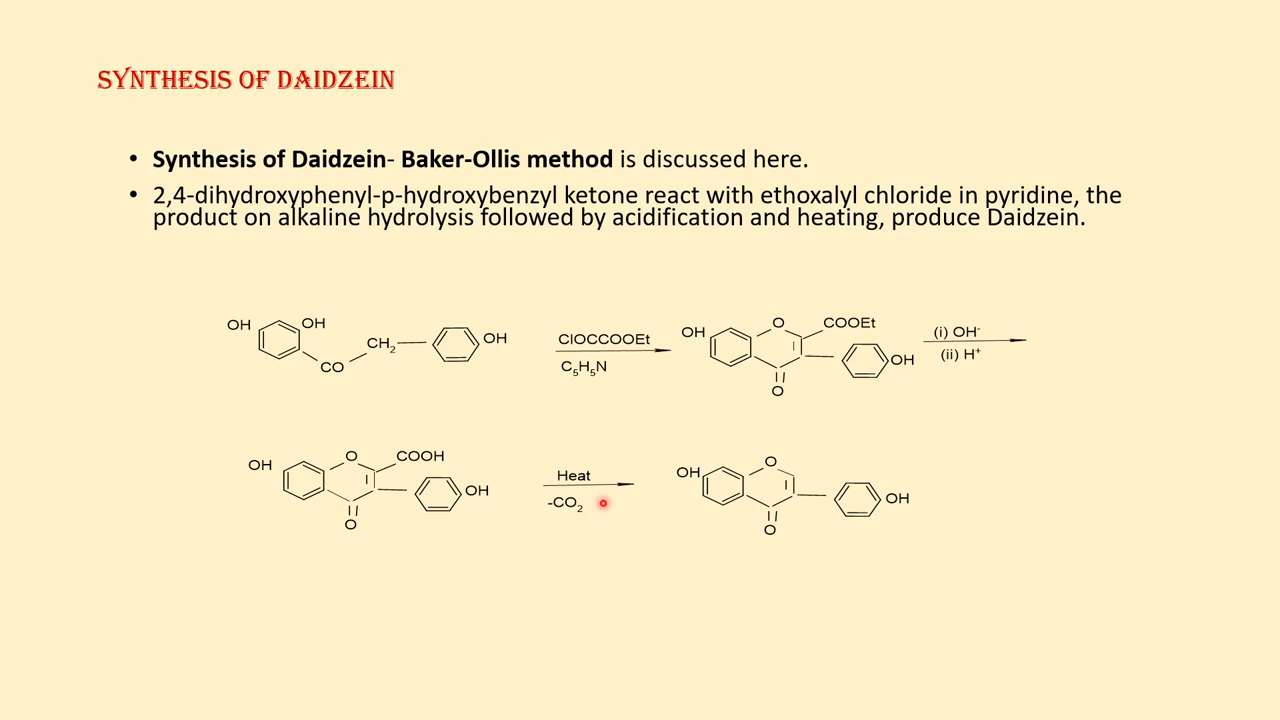 SYNTHESIS OF DAIDZEIN
• Synthesis of Daidzein- Baker-Ollis method is discussed here.
• 2,4-dihydroxyphenyl-p-hydroxybenzyl ketone react with ethoxalyl chloride in pyridine, the
product on alkaline hydrolysis followed by acidification and heating, produce Daidzein.
OH OH CH2 OH CO
ClOCCOOEt
C5H5N
OH O COOEt OH O
(i) OH-
(ii) H+
OH O COOH OH O
Heat
-CO2
OH O OH O